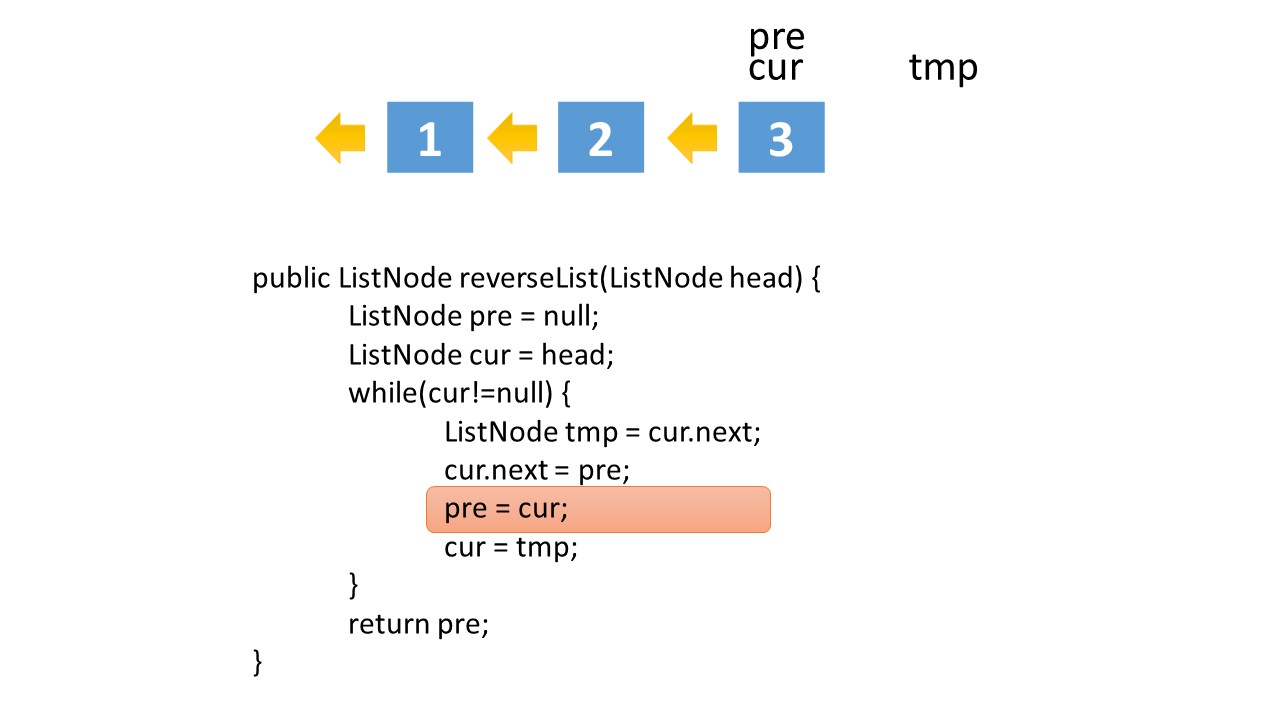 pre
cur tmp
1 2 3
public ListNode reverseList(ListNode head) {
ListNode pre = null;
ListNode cur = head;
while(cur!=null) {
ListNode tmp = cur.next;
cur.next = pre;
pre = cur;
cur = tmp;
}
return pre;
}